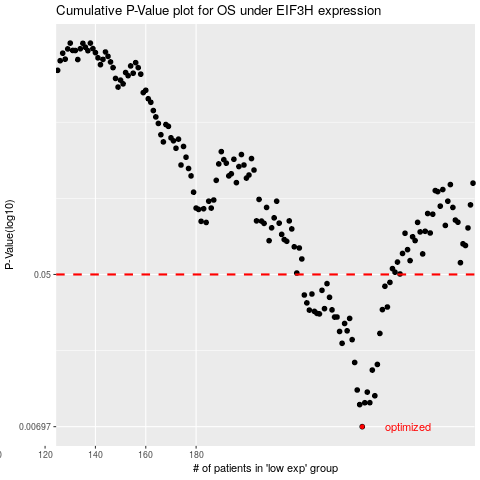 Cumulative P-Value plot for OS under EIF3H expression
P-Value(log10)
0.05
0.00697
optimized
0 120 140 160 180
# of patients in 'low exp' group